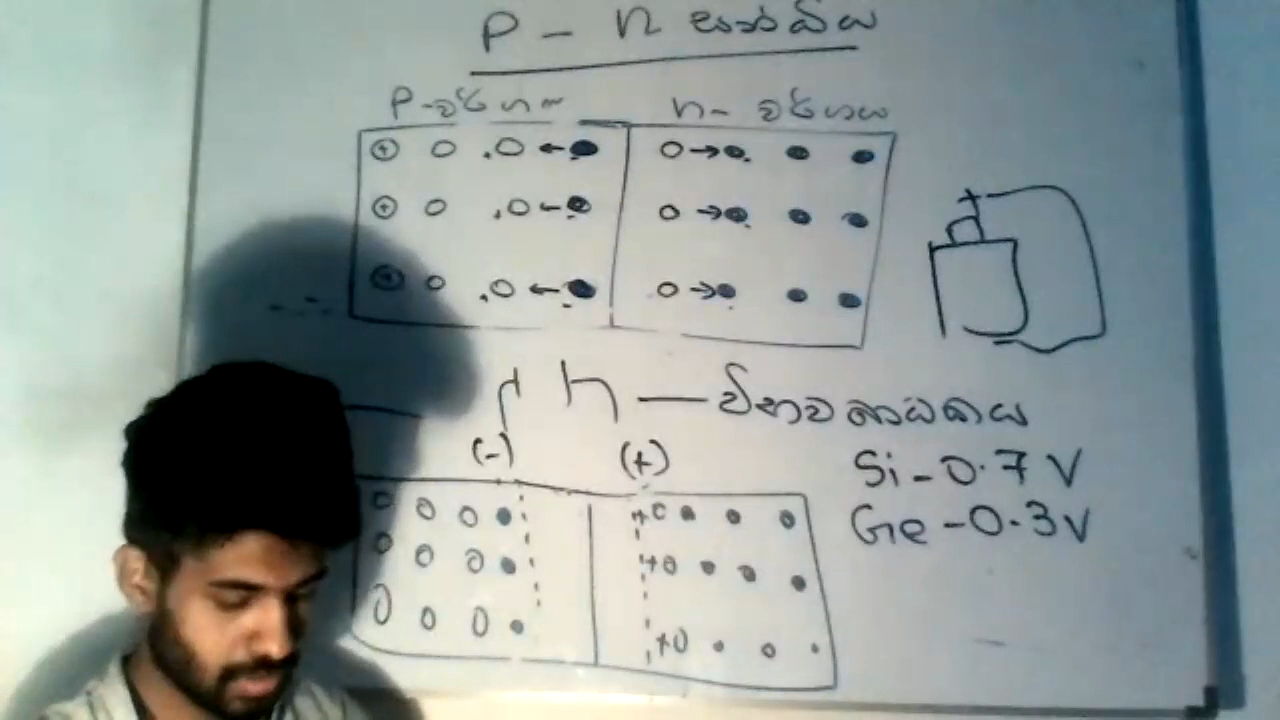 P - n සන්ධිය
P-වර්ගය n- වර්ගය
විභව බාධකය
(-) (+)
Si - 0.7 V
Ge - 0.3 V